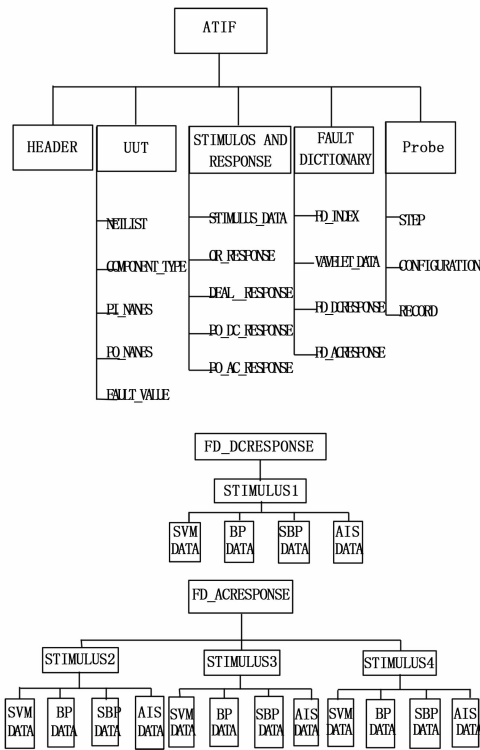 ATIF
HEADER
UUT
STIMULOS AND
RESPONSE
FAULT
DICTIONARY
Probe
NETLIST
COMPONENT_TYPE
PI_NANES
PO_NANES
FAULT_VALUE
STIMULUS_DATA
OR_RESPONSE
DEAL_RESPONSE
PO_DC_RESPONSE
PO_AC_RESPONSE
FD_INDEX
VAVELET_DATA
FD_DCRESPONSE
FD_ACRESPONSE
STEP
CONFIGURATION
RECORD
FD_DCRESPONSE
STIMULUS1
SVM
DATA
BP
DATA
SBP
DATA
AIS
DATA
FD_ACRESPONSE
STIMULUS2
STIMULUS3
STIMULUS4
SVM
DATA
BP
DATA
SBP
DATA
AIS
DATA
SVM
DATA
BP
DATA
SBP
DATA
AIS
DATA
SVM
DATA
BP
DATA
SBP
DATA
AIS
DATA